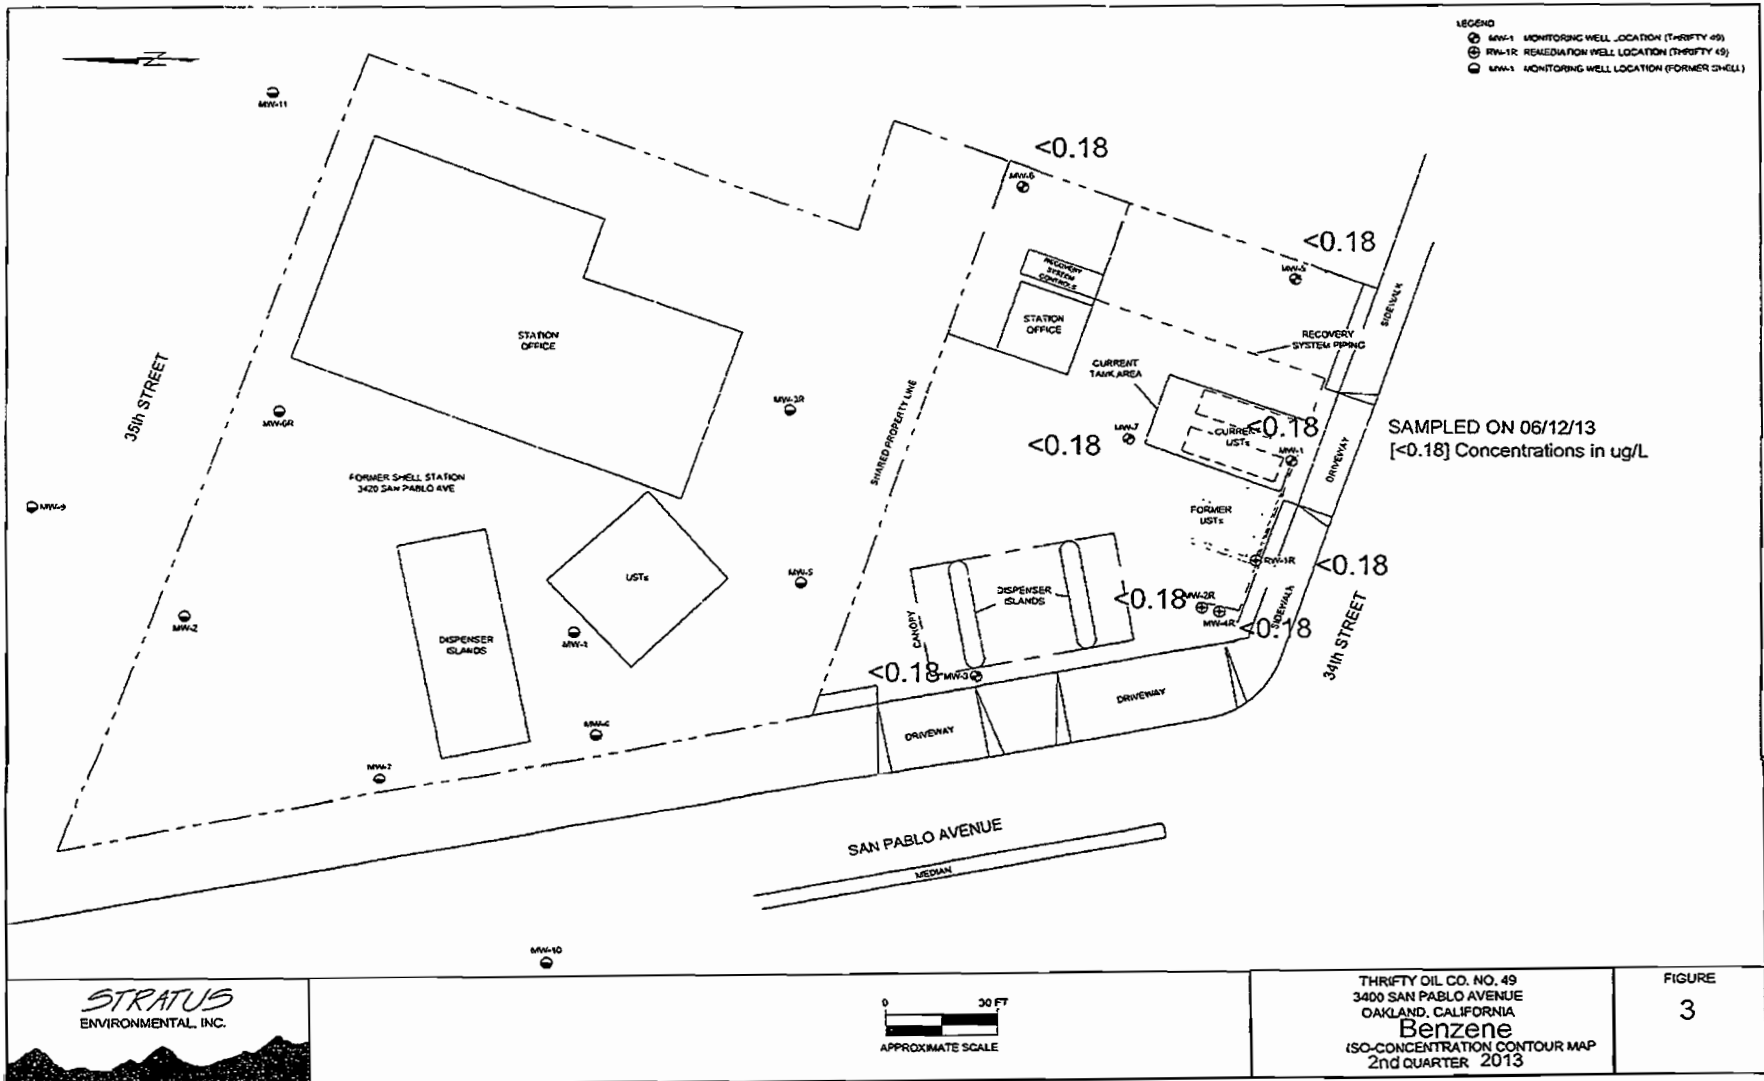 LEGEND
MW-1 MONITORING WELL LOCATION (THRIFTY 49)
RW-1R REMEDIATION WELL LOCATION (THRIFTY 49)
MW-1 MONITORING WELL LOCATION (FORMER SHELL)
MW-11
<0.18
MW-6
<0.18
MW-5
RECOVERY
SYSTEM
CONTROLS
SIDEWALK
STATION
OFFICE
STATION
OFFICE
RECOVERY
SYSTEM PIPING
CURRENT
TANK AREA
35th STREET
MW-6R
MW-3R
SHARED PROPERTY LINE
MW-7
<0.18
<0.18
CURRENT
USTs
MW-1
DRIVEWAY
SAMPLED ON 06/12/13
[<0.18] Concentrations in ug/L
FORMER SHELL STATION
3420 SAN PABLO AVE
MW-9
FORMER
USTs
<0.18
USTs
MW-5
DISPENSER
ISLANDS
<0.18
MW-2R
MW-4R
<0.18
SIDEWALK
34th STREET
MW-2
DISPENSER
ISLANDS
CANOPY
<0.18
MW-3
DRIVEWAY
DRIVEWAY
SAN PABLO AVENUE
MEDIAN
MW-10
STRATUS
ENVIRONMENTAL, INC.
0 30 FT
APPROXIMATE SCALE
THRIFTY OIL CO. NO. 49
3400 SAN PABLO AVENUE
OAKLAND, CALIFORNIA
Benzene
ISO-CONCENTRATION CONTOUR MAP
2nd QUARTER 2013
FIGURE
3